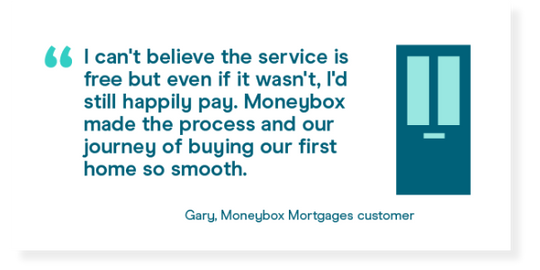 “ I can't believe the service is
free but even if it wasn't, I'd
still happily pay. Moneybox
made the process and our
journey of buying our first
home so smooth.
Gary, Moneybox Mortgages customer